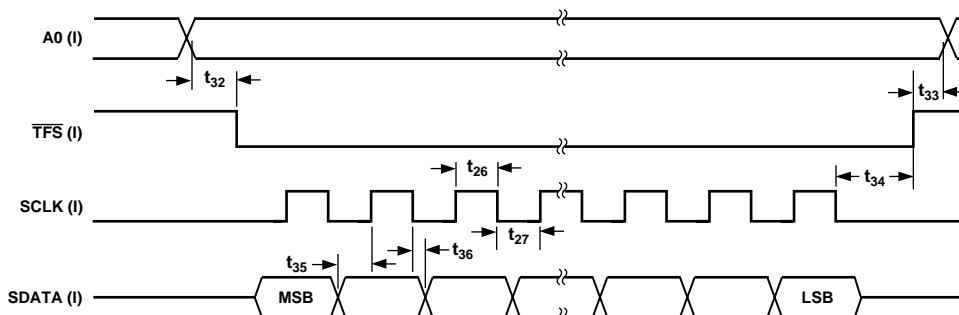 A0 (I)
t32
t33
TFS (I)
t26
t34
SCLK (I)
t27
t36
t35
SDATA (I)
MSB
LSB